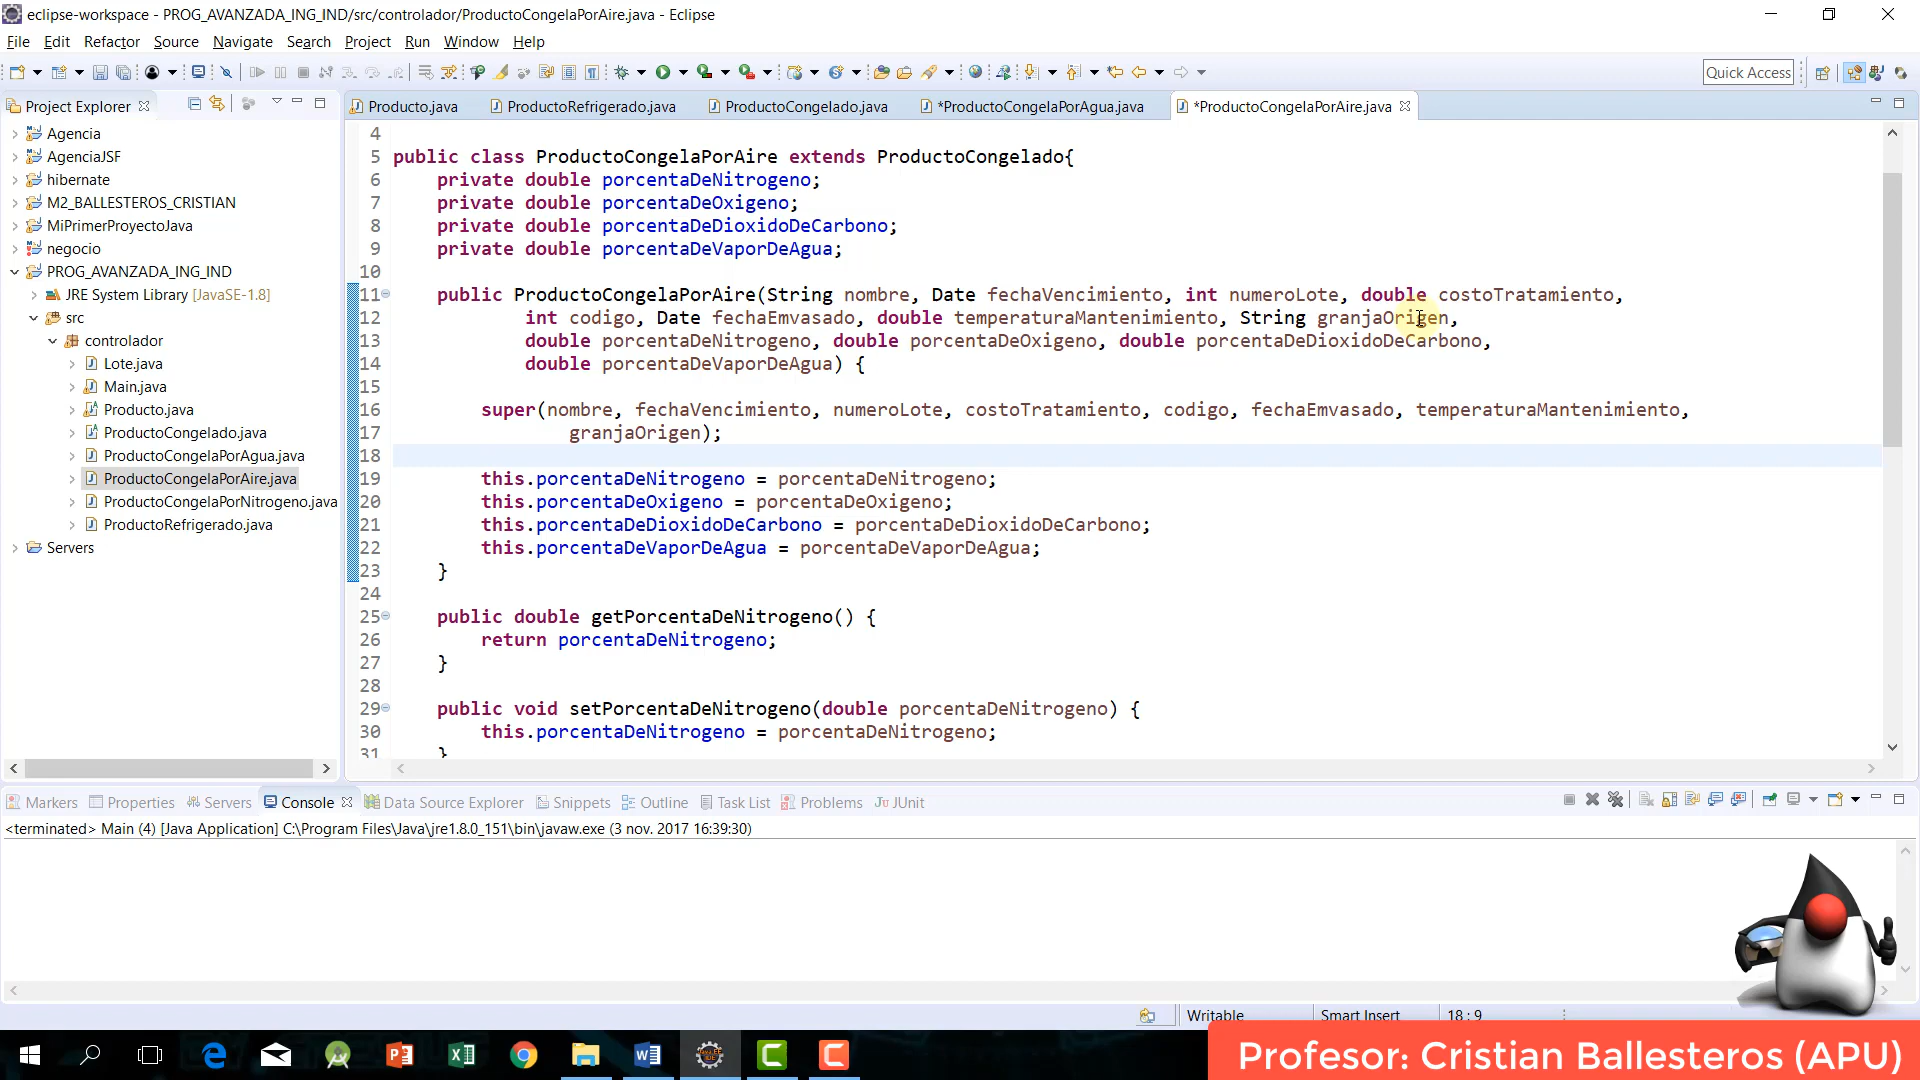 eclipse-workspace - PROG_AVANZADA_ING_IND/src/controlador/ProductoCongelaPorAire.java - Eclipse
File Edit Refactor Source Navigate Search Project Run Window Help
Quick Access
Project Explorer
Producto.java ProductoRefrigerado.java ProductoCongelado.java *ProductoCongelaPorAgua.java *ProductoCongelaPorAire.java
Agencia
AgenciaJSF
hibernate
M2_BALLESTEROS_CRISTIAN
MiPrimerProyectoJava
negocio
PROG_AVANZADA_ING_IND
JRE System Library [JavaSE-1.8]
src
controlador
Lote.java
Main.java
Producto.java
ProductoCongelado.java
ProductoCongelaPorAgua.java
ProductoCongelaPorAire.java
ProductoCongelaPorNitrogeno.java
ProductoRefrigerado.java
Servers
4
5 public class ProductoCongelaPorAire extends ProductoCongelado{
6 private double porcentaDeNitrogeno;
7 private double porcentaDeOxigeno;
8 private double porcentaDeDioxidoDeCarbono;
9 private double porcentaDeVaporDeAgua;
10
11 public ProductoCongelaPorAire(String nombre, Date fechaVencimiento, int numeroLote, double costoTratamiento,
12 int codigo, Date fechaEmvasado, double temperaturaMantenimiento, String granjaOrigen,
13 double porcentaDeNitrogeno, double porcentaDeOxigeno, double porcentaDeDioxidoDeCarbono,
14 double porcentaDeVaporDeAgua) {
15
16 super(nombre, fechaVencimiento, numeroLote, costoTratamiento, codigo, fechaEmvasado, temperaturaMantenimiento,
17 granjaOrigen);
18
19 this.porcentaDeNitrogeno = porcentaDeNitrogeno;
20 this.porcentaDeOxigeno = porcentaDeOxigeno;
21 this.porcentaDeDioxidoDeCarbono = porcentaDeDioxidoDeCarbono;
22 this.porcentaDeVaporDeAgua = porcentaDeVaporDeAgua;
23 }
24
25 public double getPorcentaDeNitrogeno() {
26 return porcentaDeNitrogeno;
27 }
28
29 public void setPorcentaDeNitrogeno(double porcentaDeNitrogeno) {
30 this.porcentaDeNitrogeno = porcentaDeNitrogeno;
31 }
Markers Properties Servers Console Data Source Explorer Snippets Outline Task List Problems JUnit
<terminated> Main (4) [Java Application] C:\Program Files\Java\jre1.8.0_151\bin\javaw.exe (3 nov. 2017 16:39:30)
Writable Smart Insert 18 : 9
Profesor: Cristian Ballesteros (APU)